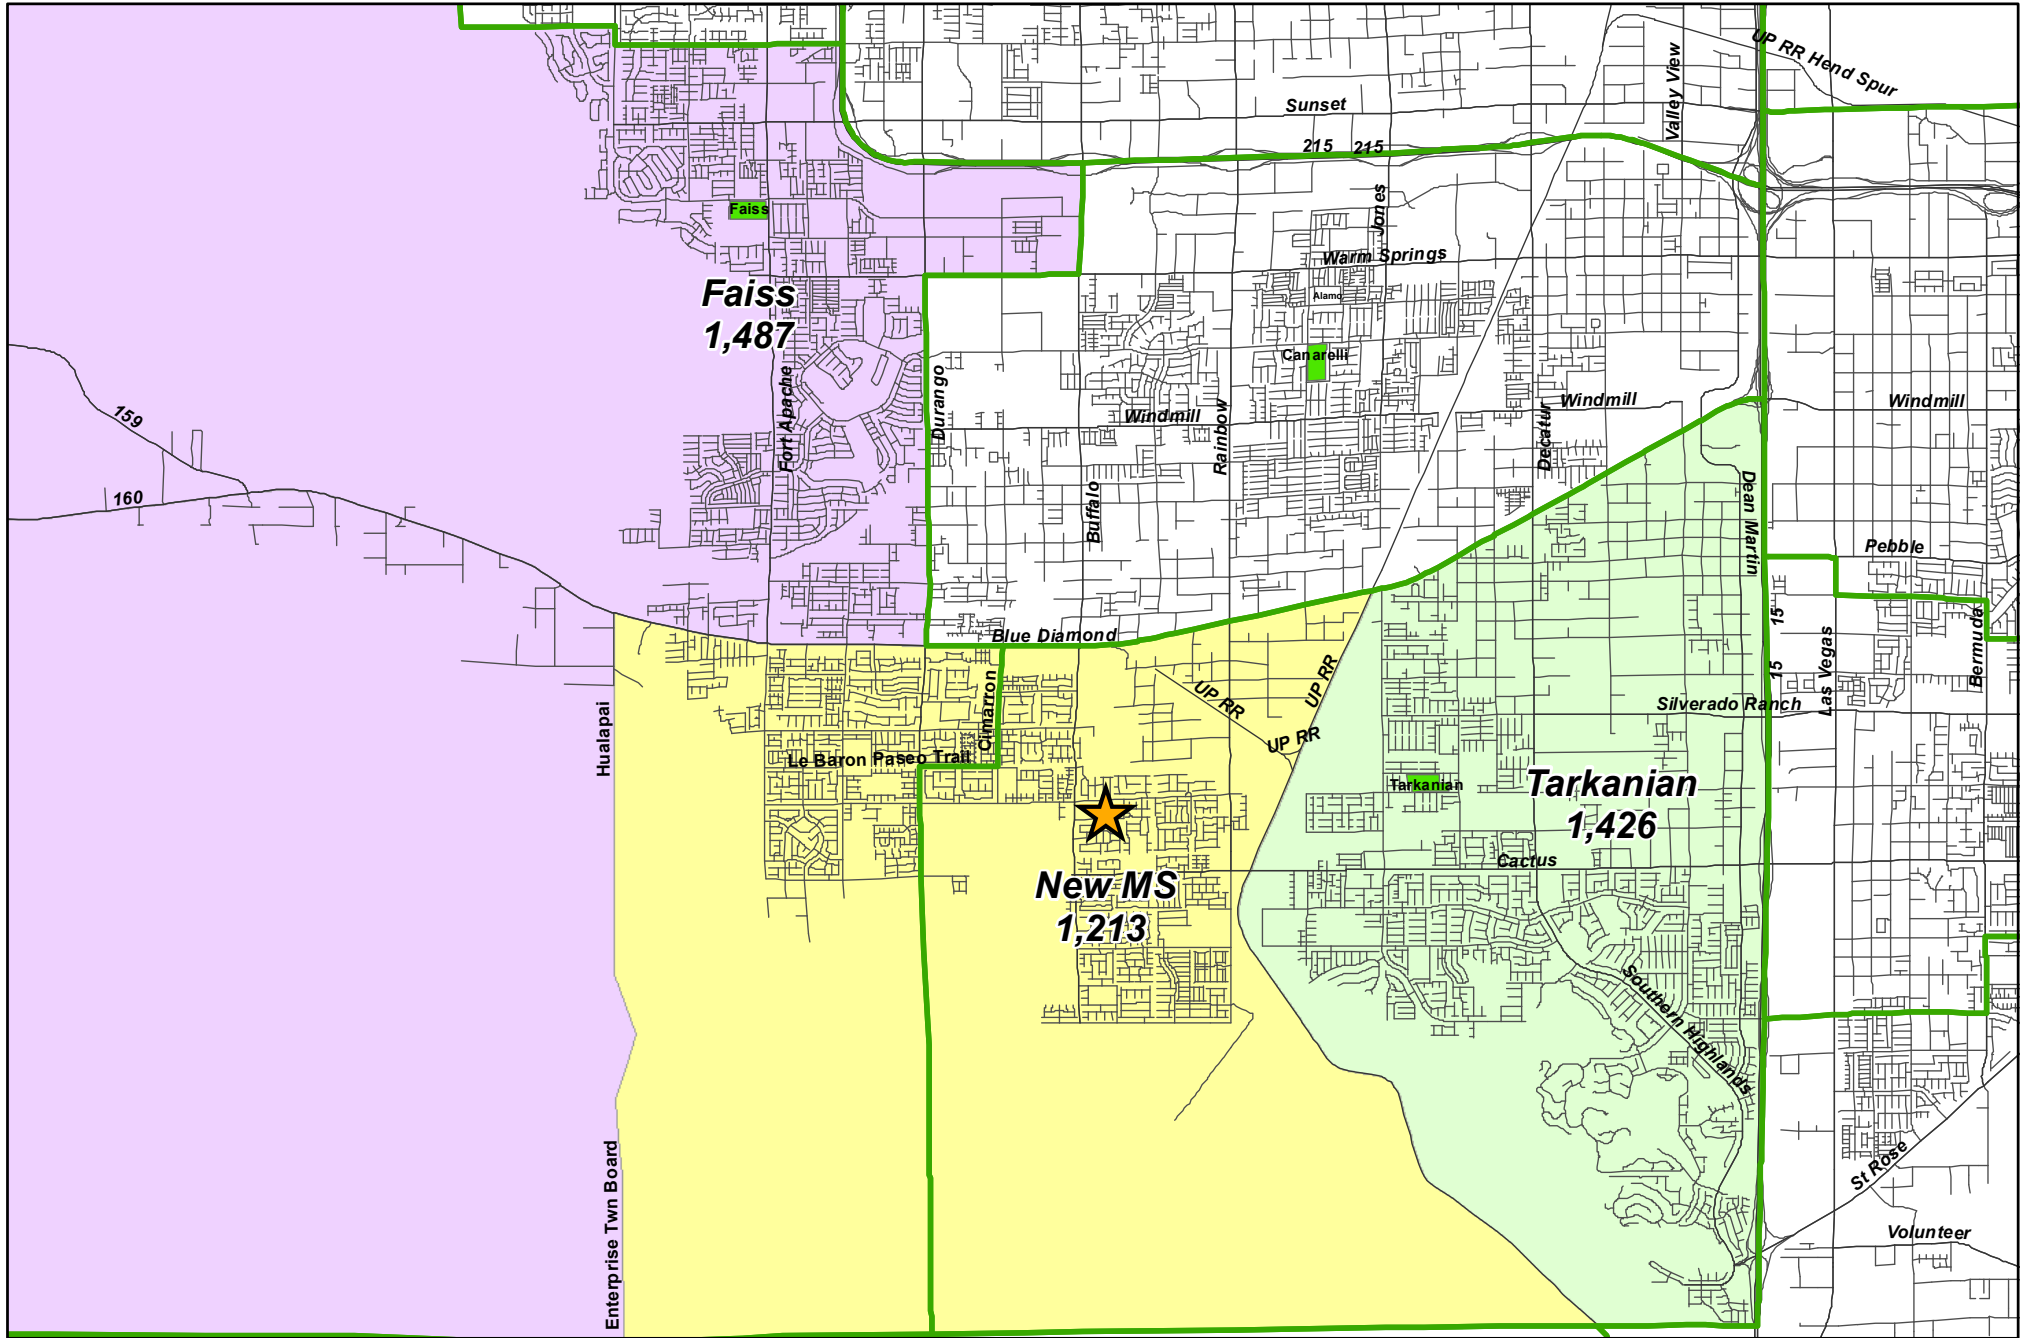 UP RR Hend Spur
Valley View
Sunset
215
215
Jones
Faiss
Warm Springs
Alamo
Faiss
1,487
Canarelli
Fort Apache
Durango
159
Windmill
Rainbow
Windmill
Decatur
Windmill
160
Buffalo
Dean Martin
Pebble
15
Bermuda
Blue Diamond
Las Vegas
15
UP RR
UP RR
Cimarron
Silverado Ranch
Hualapai
UP RR
Le Baron
Paseo Trail
Tarkanian
Tarkanian
1,426
Cactus
New MS
1,213
Southern Highlands
St Rose
Enterprise Twn Board
Volunteer